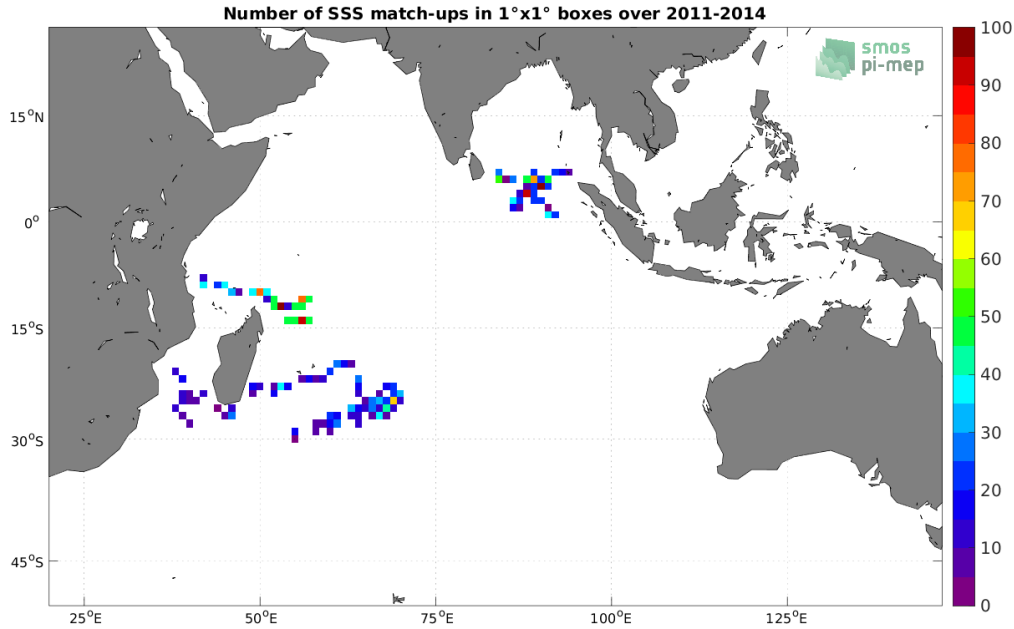 Number of SSS match-ups in 1°x1° boxes over 2011-2014
smos
pi-mep
100
90
80
70
60
50
40
30
20
10
0
15°N
0°
15°S
30°S
45°S
25°E
50°E
75°E
100°E
125°E